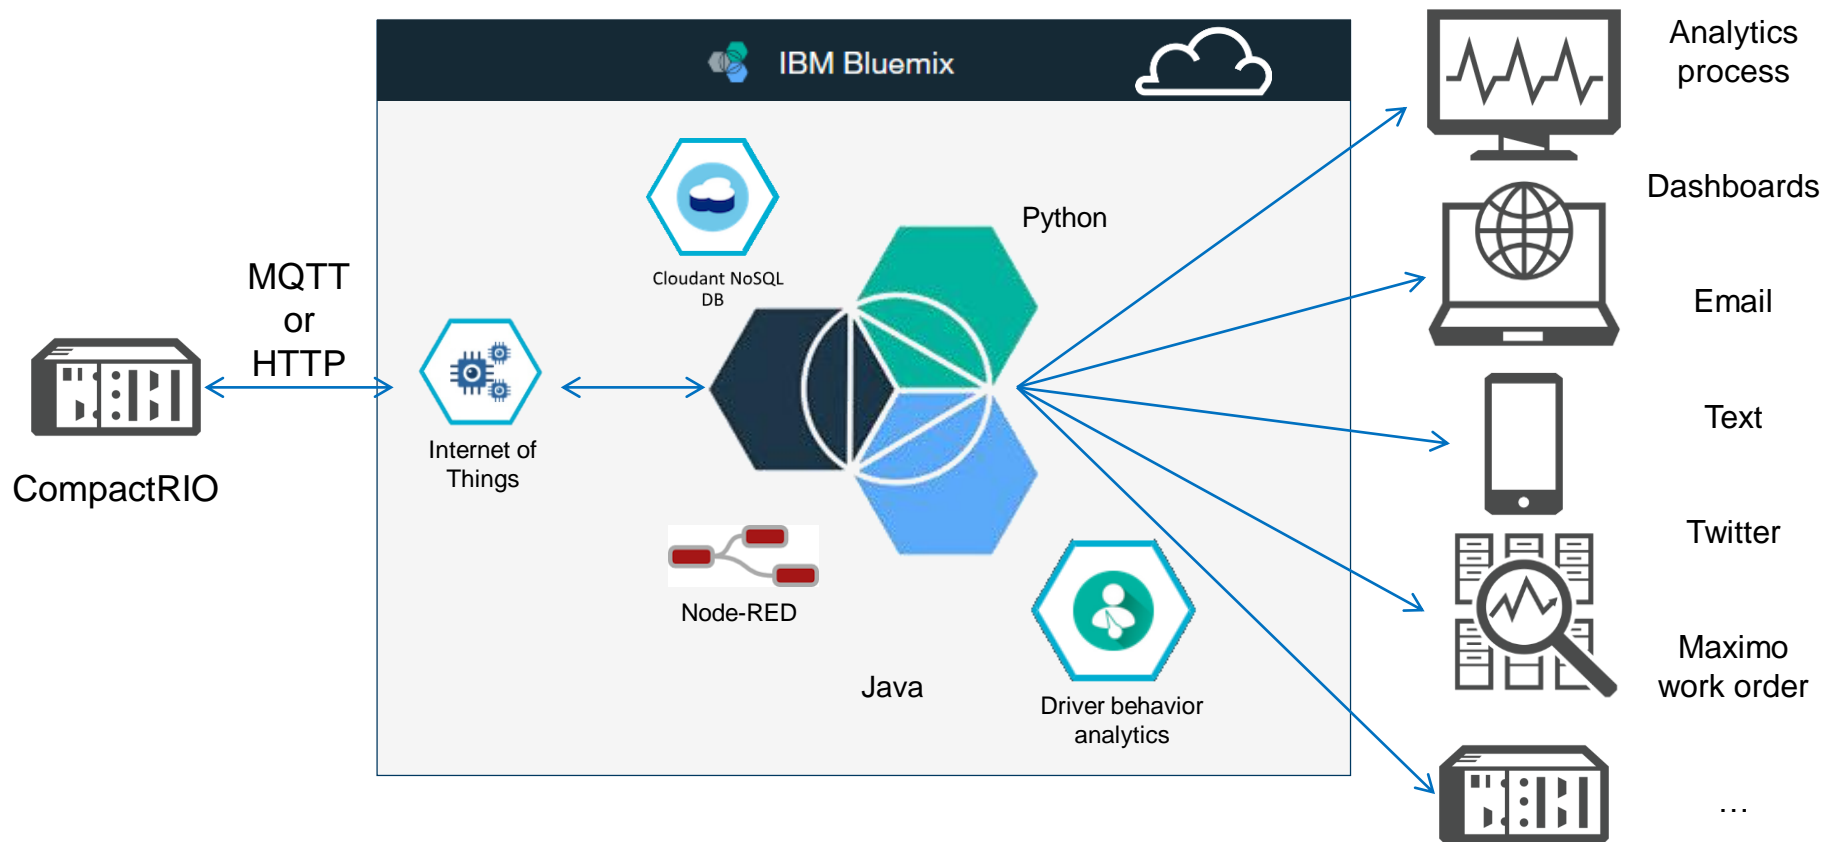 IBM Bluemix
Analytics
process
Dashboards
Python
MQTT
or
HTTP
Cloudant NoSQL
DB
Email
Internet of
Things
Text
CompactRIO
Twitter
Node-RED
Java
Driver behavior
analytics
Maximo
work order
...